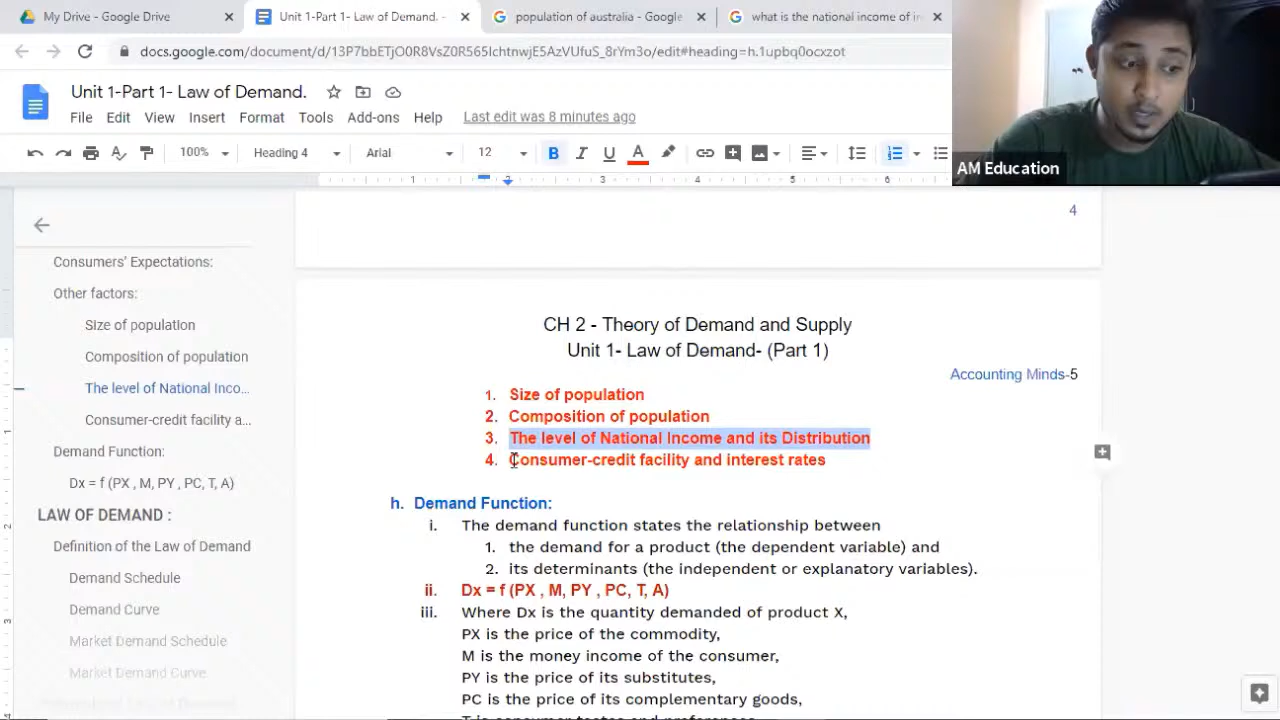 My Drive - Google Drive
Unit 1-Part 1- Law of Demand. -
population of australia - Google
what is the national income of in
docs.google.com/document/d/13P7bbETjO0R8VsZ0R565lchtnwjE5AzVUfuS_8rYm3o/edit#heading=h.1upbq0ocxzot
Unit 1-Part 1- Law of Demand.
File Edit View Insert Format Tools Add-ons Help Last edit was 8 minutes ago
100% Heading 4 Arial 12 B I U A
AM Education
1 3 4 5 6
4
Consumers' Expectations:
Other factors:
Size of population
Composition of population
The level of National Inco...
Consumer-credit facility a...
Demand Function:
Dx = f (PX , M, PY , PC, T, A)
LAW OF DEMAND :
Definition of the Law of Demand
Demand Schedule
Demand Curve
Market Demand Schedule
Market Demand Curve
CH 2 - Theory of Demand and Supply
Unit 1- Law of Demand- (Part 1)
Accounting Minds-5
1. Size of population
2. Composition of population
3. The level of National Income and its Distribution
4. Consumer-credit facility and interest rates
h. Demand Function:
i. The demand function states the relationship between
1. the demand for a product (the dependent variable) and
2. its determinants (the independent or explanatory variables).
ii. Dx = f (PX , M, PY , PC, T, A)
iii. Where Dx is the quantity demanded of product X,
PX is the price of the commodity,
M is the money income of the consumer,
PY is the price of its substitutes,
PC is the price of its complementary goods,
T is consumer tastes and preferences